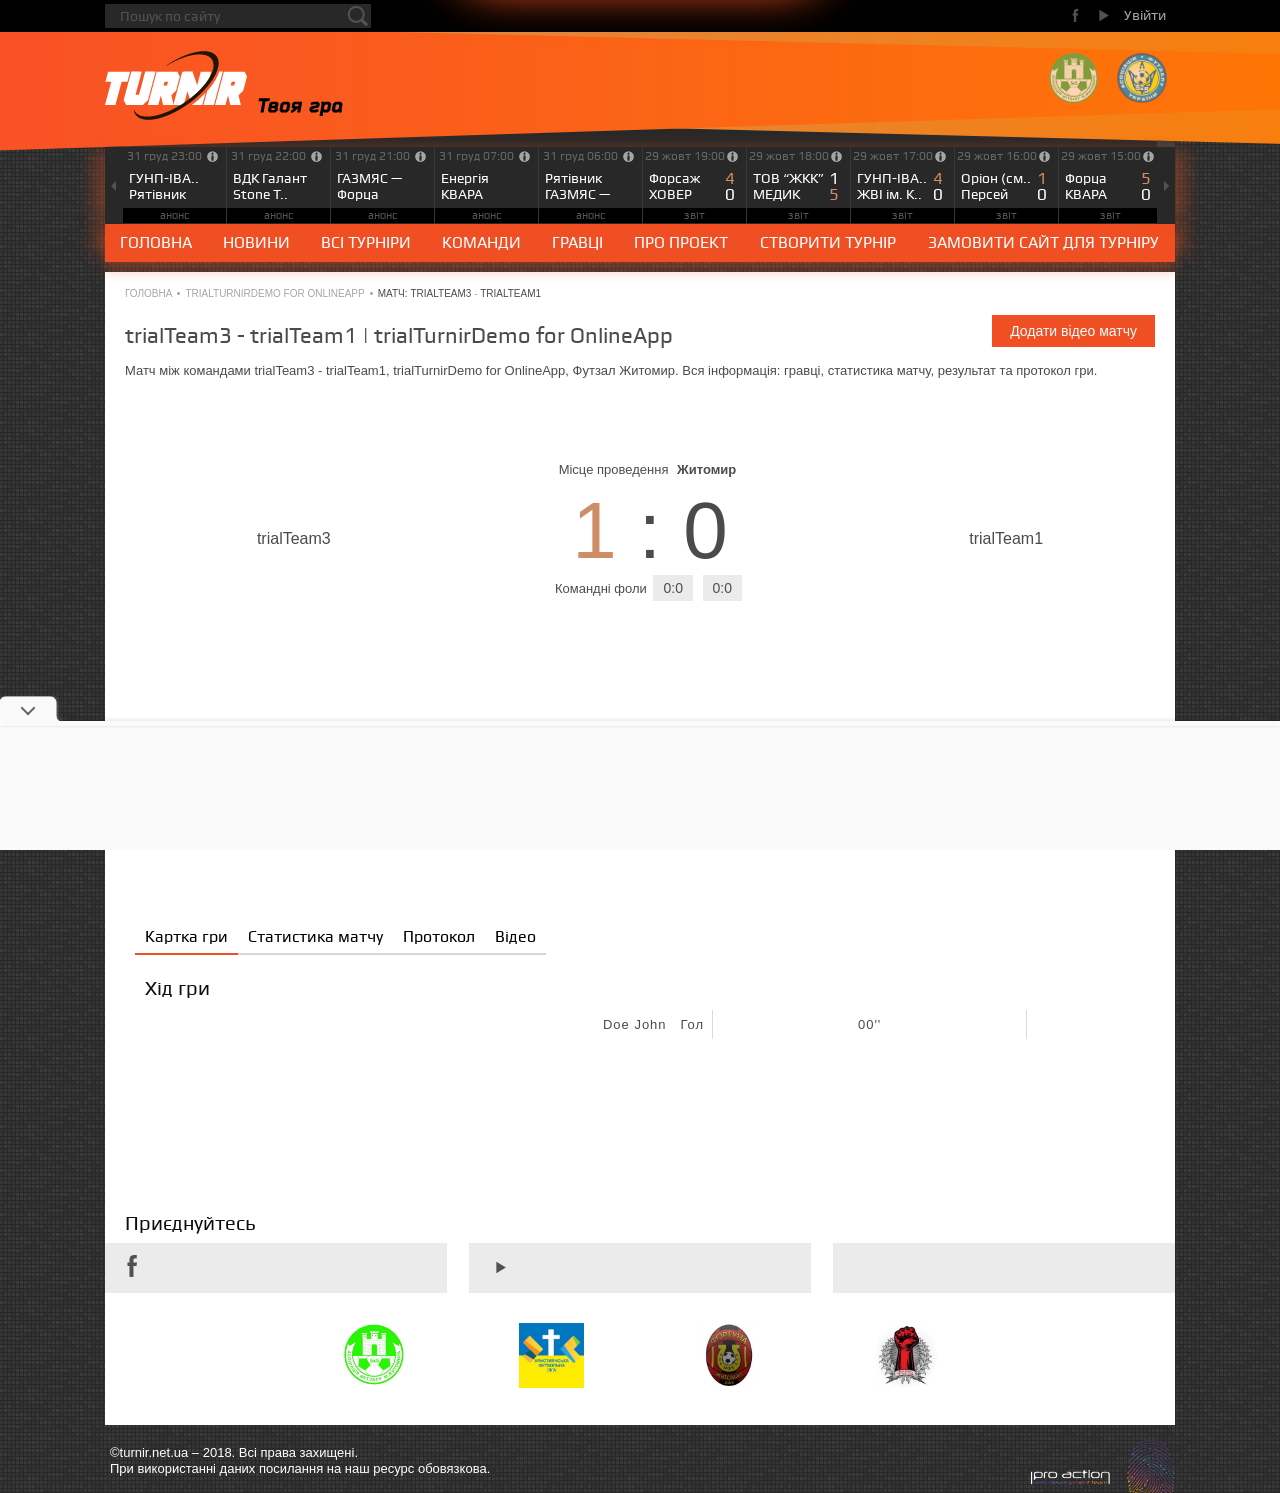 Пошук по сайту
Увійти
TURNIR Твоя гра
31 груд 23:00 31 груд 22:00 31 груд 21:00 31 груд 07:00 31 груд 06:00 29 жовт 19:00 29 жовт 18:00 29 жовт 17:00 29 жовт 16:00 29 жовт 15:00
ГУНП-ІВА.. ВДК Галант ГАЗМЯС — Енергія Рятівник Форсаж 4 ТОВ “ЖКК” 1 ГУНП-ІВА.. 4 Оріон (см.. 1 Форца 5
Рятівник Stone T.. Форца КВАРА ГАЗМЯС — ХОВЕР 0 МЕДИК 5 ЖВІ ім. К.. 0 Персей 0 КВАРА 0
анонс анонс анонс анонс анонс звіт звіт звіт звіт звіт
ГОЛОВНА НОВИНИ ВСІ ТУРНІРИ КОМАНДИ ГРАВЦІ ПРО ПРОЕКТ СТВОРИТИ ТУРНІР ЗАМОВИТИ САЙТ ДЛЯ ТУРНІРУ
ГОЛОВНА • TRIALTURNIRDEMO FOR ONLINEAPP • МАТЧ: TRIALTEAM3 - TRIALTEAM1
trialTeam3 - trialTeam1 | trialTurnirDemo for OnlineApp
Додати відео матчу
Матч між командами trialTeam3 - trialTeam1, trialTurnirDemo for OnlineApp, Футзал Житомир. Вся інформація: гравці, статистика матчу, результат та протокол гри.
Місце проведення Житомир
trialTeam3 1 : 0 trialTeam1
Командні фоли 0:0 0:0
Картка гри Статистика матчу Протокол Відео
Хід гри
Doe John Гол 00''
Приєднуйтесь
©turnir.net.ua – 2018. Всі права захищені.
При використанні даних посилання на наш ресурс обовязкова.
pro action